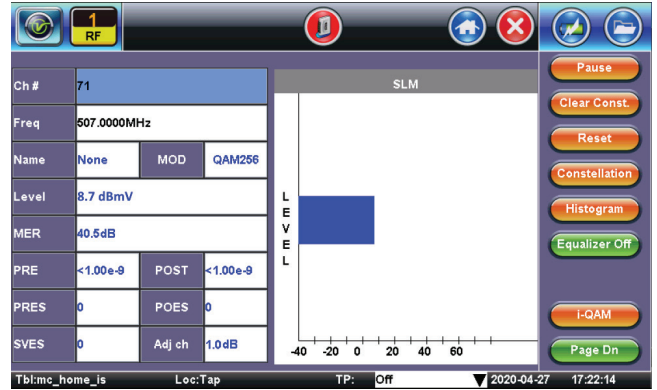 1
RF
Ch # 71
Freq 507.0000MHz
Name None MOD QAM256
Level 8.7 dBmV
MER 40.5dB
PRE <1.00e-9 POST <1.00e-9
PRES 0 POES 0
SVES 0 Adj ch 1.0dB
SLM
LEVEL
-40 -20 0 20 40 60
Pause
Clear Const.
Reset
Constellation
Histogram
Equalizer Off
i-QAM
Page Dn
Tbl:mc_home_is Loc:Tap TP: Off 2020-04-27 17:22:14